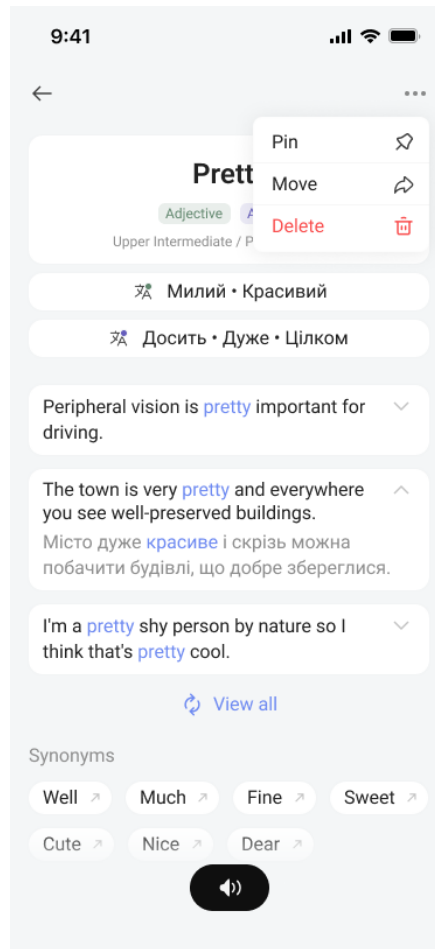 9:41
Pin
Move
Delete
Prett
Adjective
Upper Intermediate / P
Милий • Красивий
Досить • Дуже • Цілком
Peripheral vision is pretty important for
driving.
The town is very pretty and everywhere
you see well-preserved buildings.
Місто дуже красиве і скрізь можна
побачити будівлі, що добре збереглися.
I'm a pretty shy person by nature so I
think that's pretty cool.
View all
Synonyms
Well
Much
Fine
Sweet
Cute
Nice
Dear